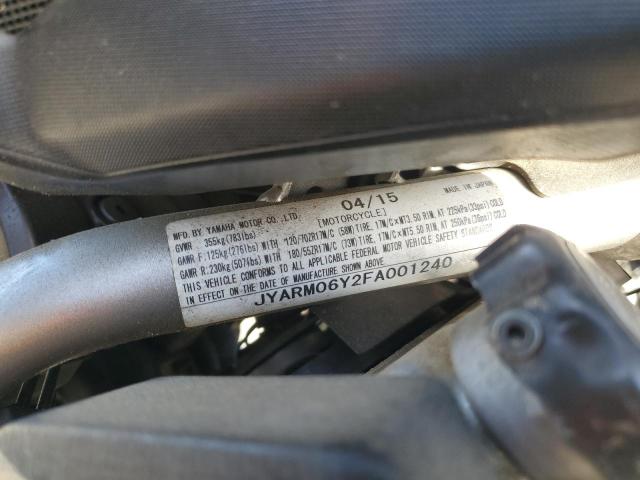 MFD. BY YAMAHA MOTOR CO., LTD. 04/15 MADE IN JAPAN
GVWR 355kg(783lbs) [MOTORCYCLE]
GAWR F:125kg(276lbs)WITH 120/70ZR17M/C (58W)TIRE, 17M/C×MT3.50 RIM, AT 225kPa(33psi)COLD
GAWR R:230kg(507lbs)WITH 180/55ZR17M/C (73W)TIRE, 17M/C×MT5.50 RIM, AT 250kPa(36psi)COLD
THIS VEHICLE CONFORMS TO ALL APPLICABLE FEDERAL MOTOR VEHICLE SAFETY STANDARDS
IN EFFECT ON THE DATE OF MANUFACTURE SHOWN ABOVE
JYARM06Y2FA001240